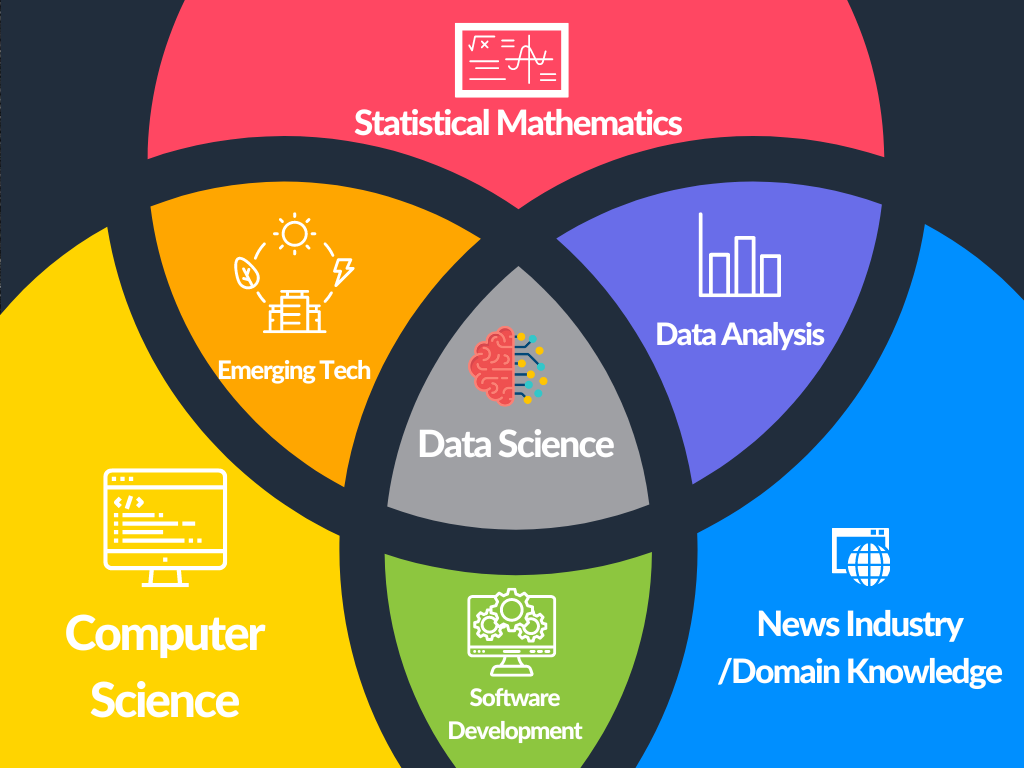 Statistical Mathematics
Emerging Tech
Data Analysis
Data Science
Computer
Science
News Industry
/Domain Knowledge
Software
Development